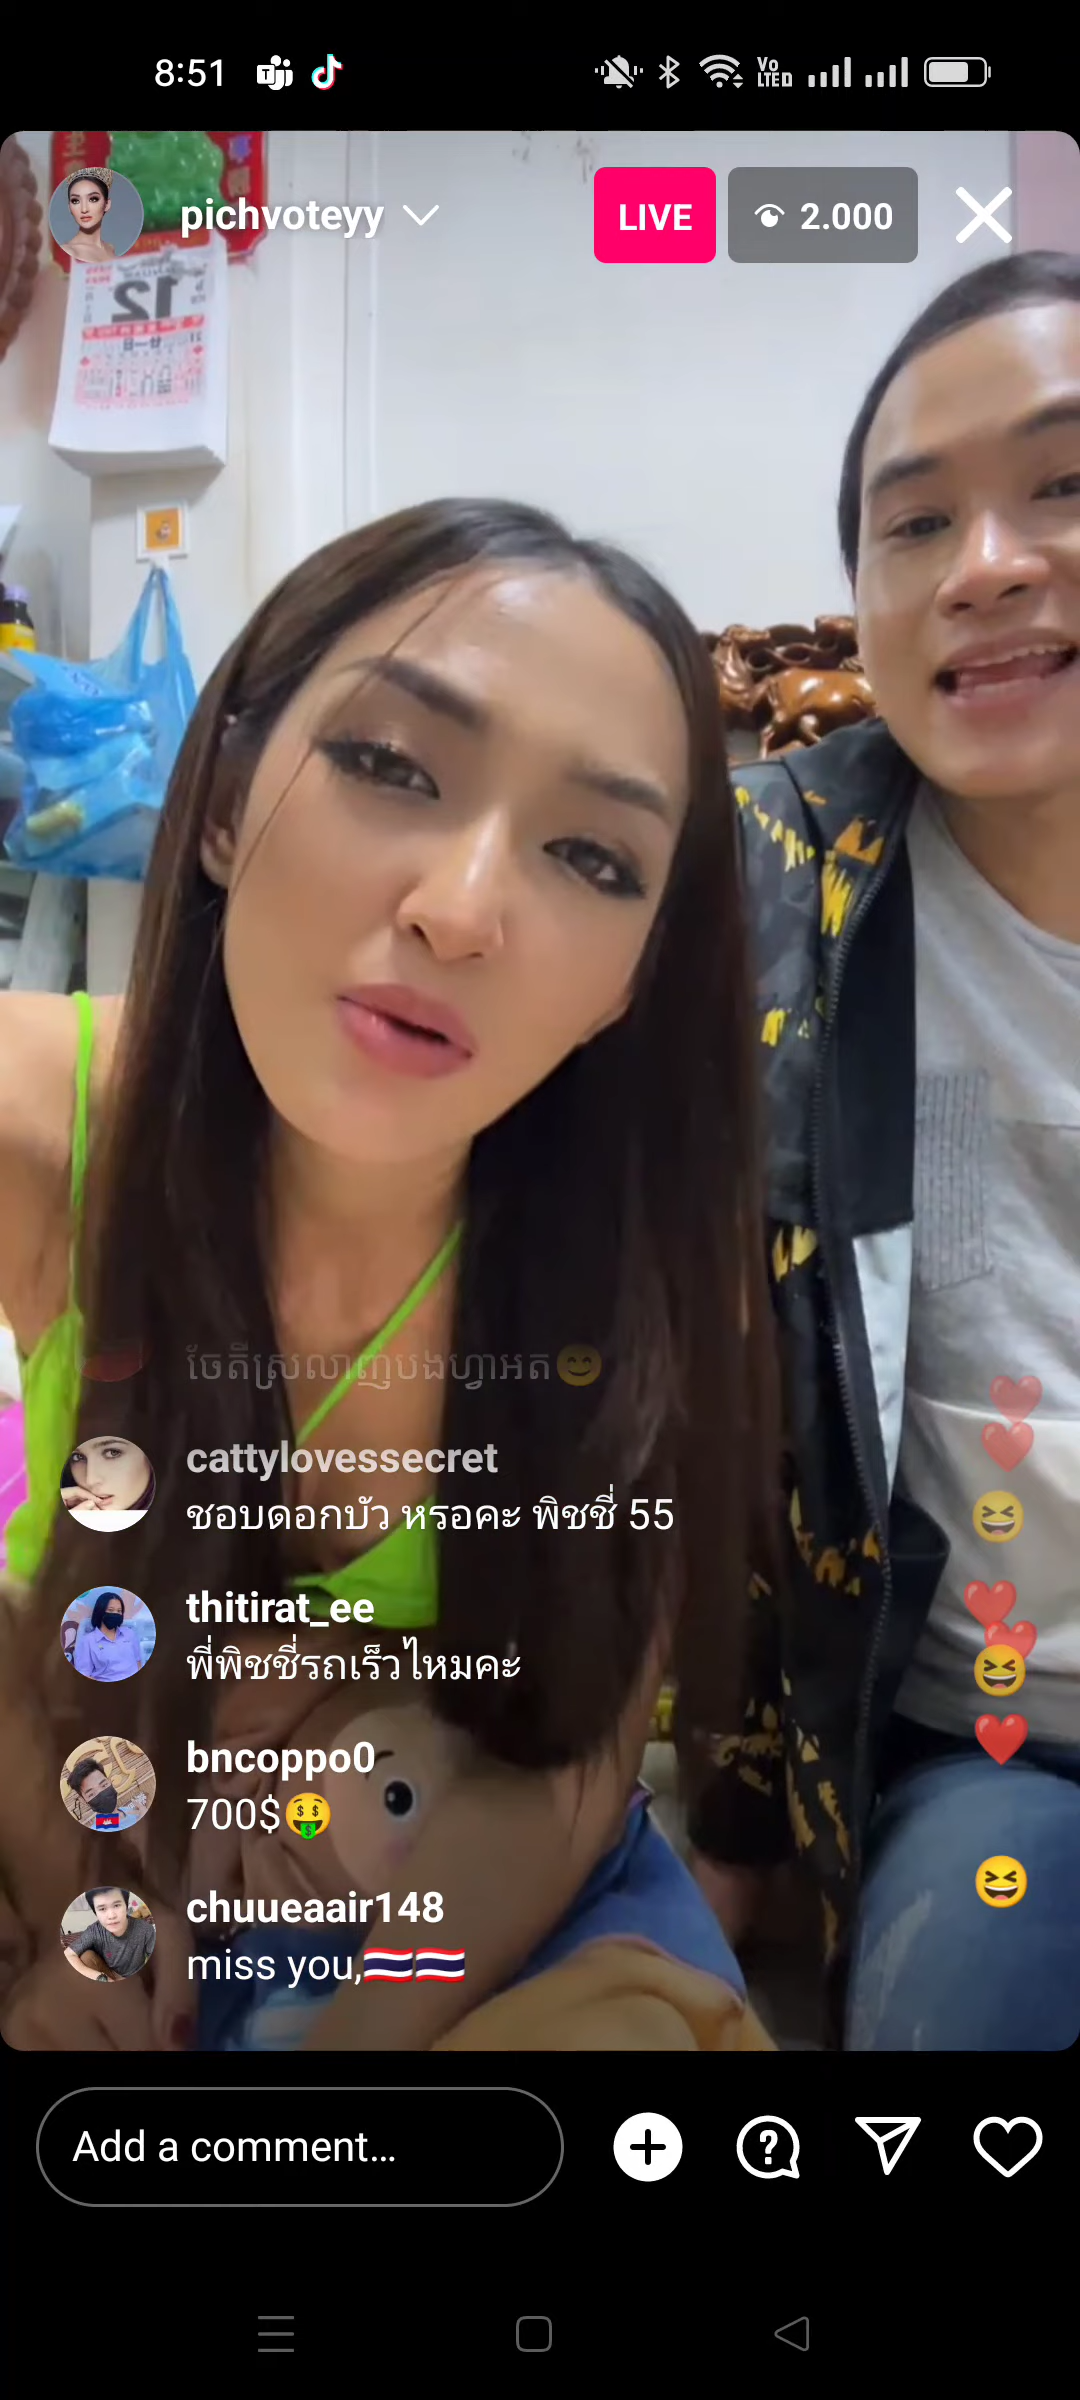 8:51
Vo
LTED
pichvoteyy
LIVE
2.000
12
ចែតីស្រលាញ់បងហ្វាអត😊
cattylovessecret
ชอบดอกบัว หรอคะ พิชชี่ 55
thitirat_ee
พี่พิชชี่รถเร็วไหมคะ
bncoppo0
700$🤑
chuueaair148
miss you,🇹🇭🇹🇭
Add a comment...